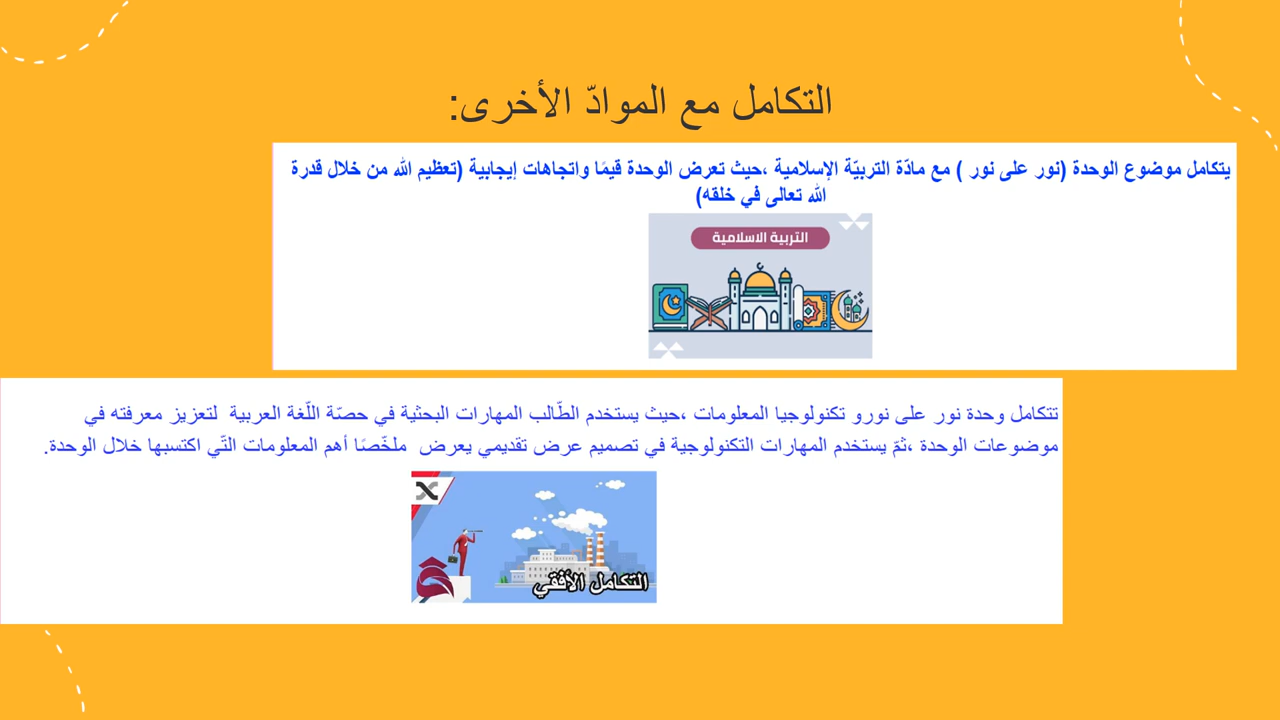 التكامل مع الموادّ الأخرى:
يتكامل موضوع الوحدة (نور على نور ) مع مادّة التربيّة الإسلامية ،حيث تعرض الوحدة قيمًا واتجاهات إيجابية (تعظيم الله من خلال قدرة
الله تعالى في خلقه)
التربية الاسلامية
تتكامل وحدة نور على نورو تكنولوجيا المعلومات ،حيث يستخدم الطّالب المهارات البحثية في حصّة اللّغة العربية لتعزيز معرفته في
موضوعات الوحدة ،ثمّ يستخدم المهارات التكنولوجية في تصميم عرض تقديمي يعرض ملخّصًا أهم المعلومات التّي اكتسبها خلال الوحدة.
التكامل الأفقي